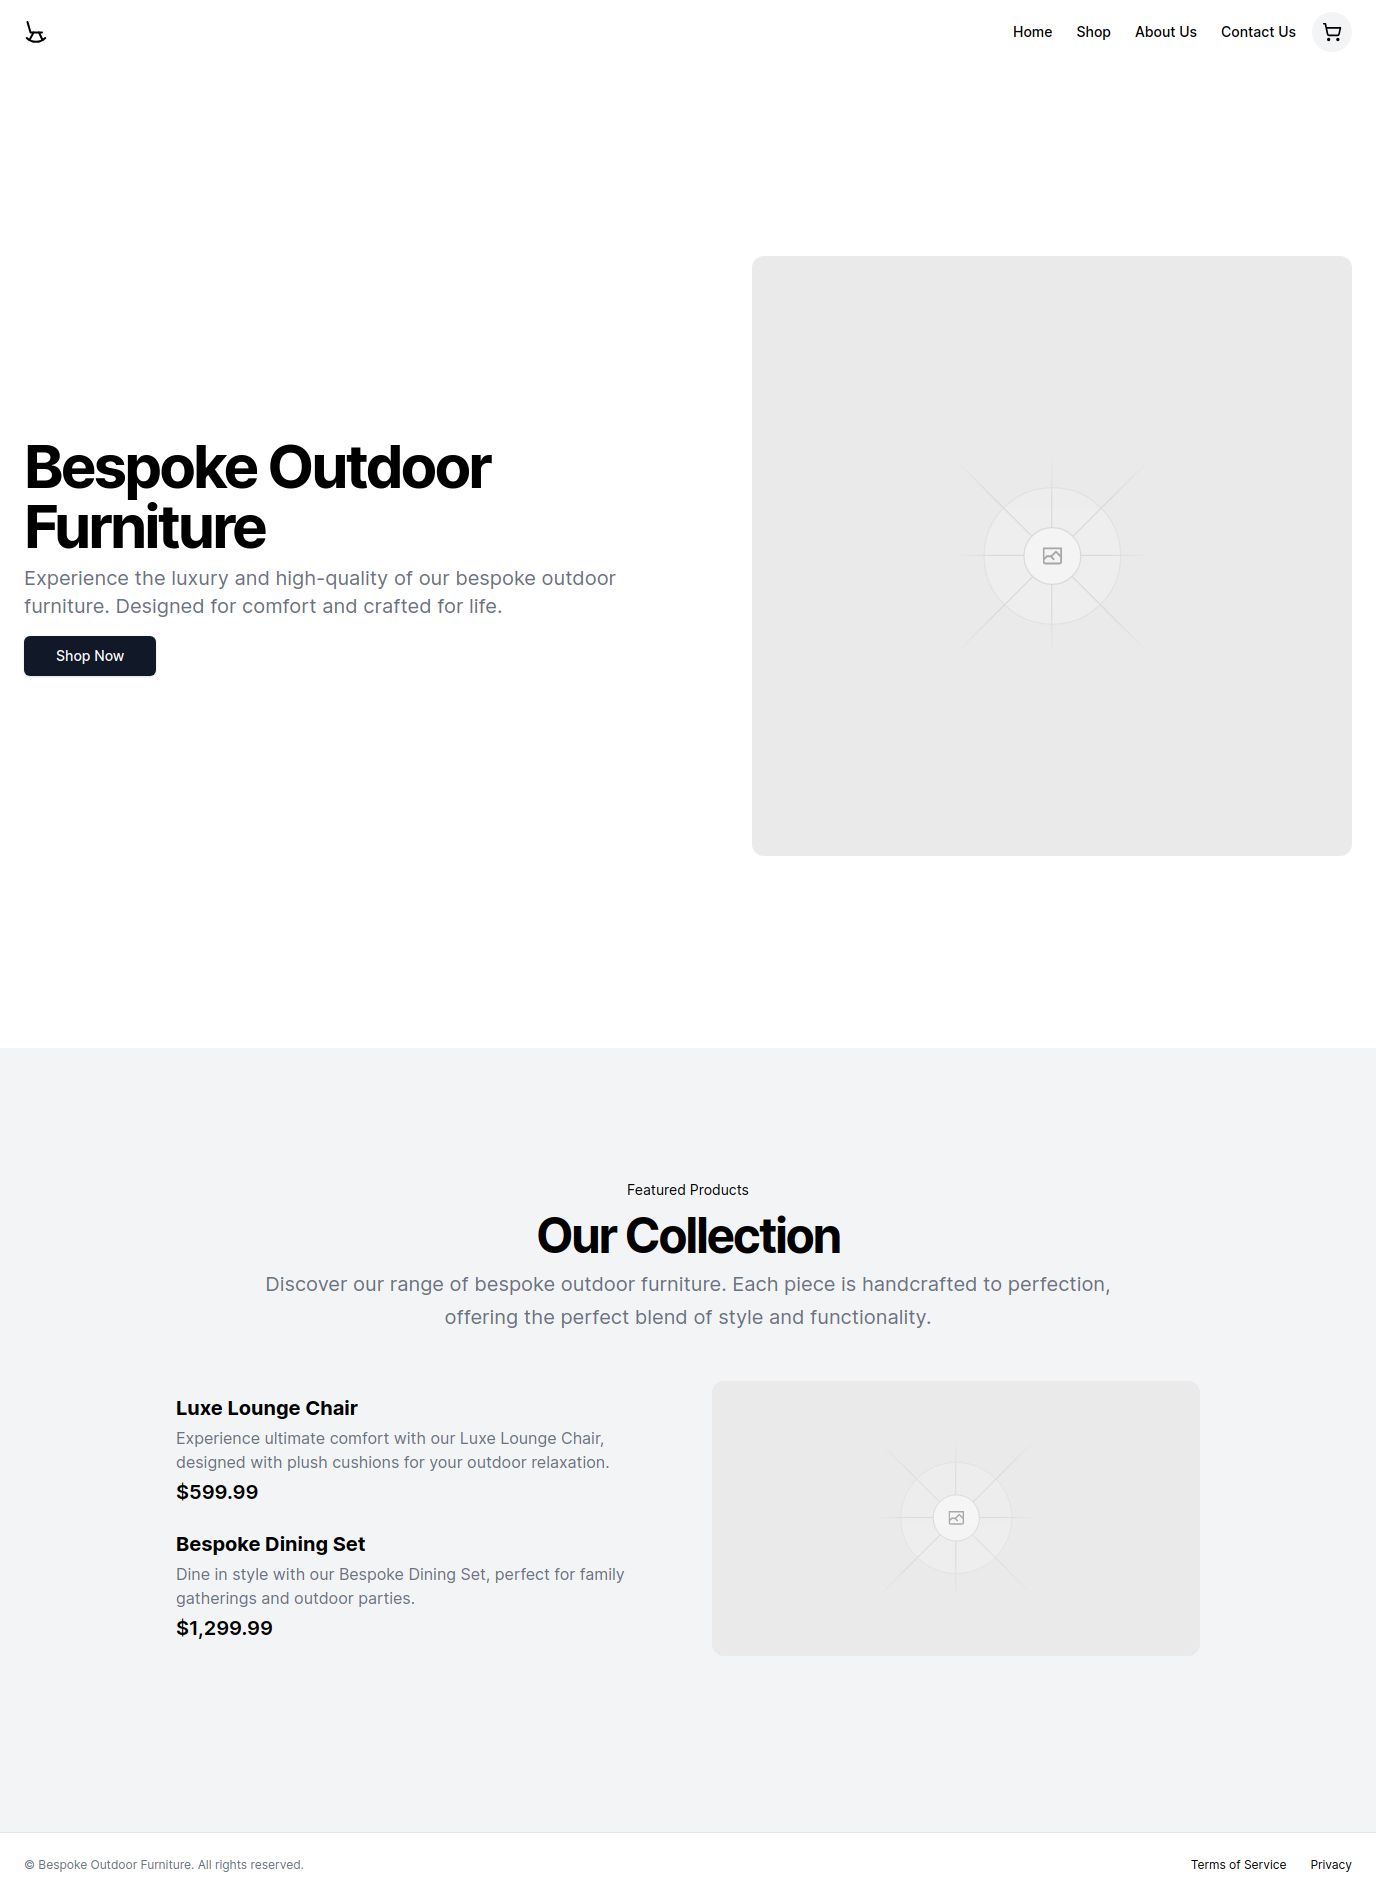 Home Shop About Us Contact Us
Bespoke Outdoor
Furniture
Experience the luxury and high-quality of our bespoke outdoor
furniture. Designed for comfort and crafted for life.
Shop Now
Featured Products
Our Collection
Discover our range of bespoke outdoor furniture. Each piece is handcrafted to perfection,
offering the perfect blend of style and functionality.
Luxe Lounge Chair
Experience ultimate comfort with our Luxe Lounge Chair,
designed with plush cushions for your outdoor relaxation.
$599.99
Bespoke Dining Set
Dine in style with our Bespoke Dining Set, perfect for family
gatherings and outdoor parties.
$1,299.99
© Bespoke Outdoor Furniture. All rights reserved.
Terms of Service Privacy